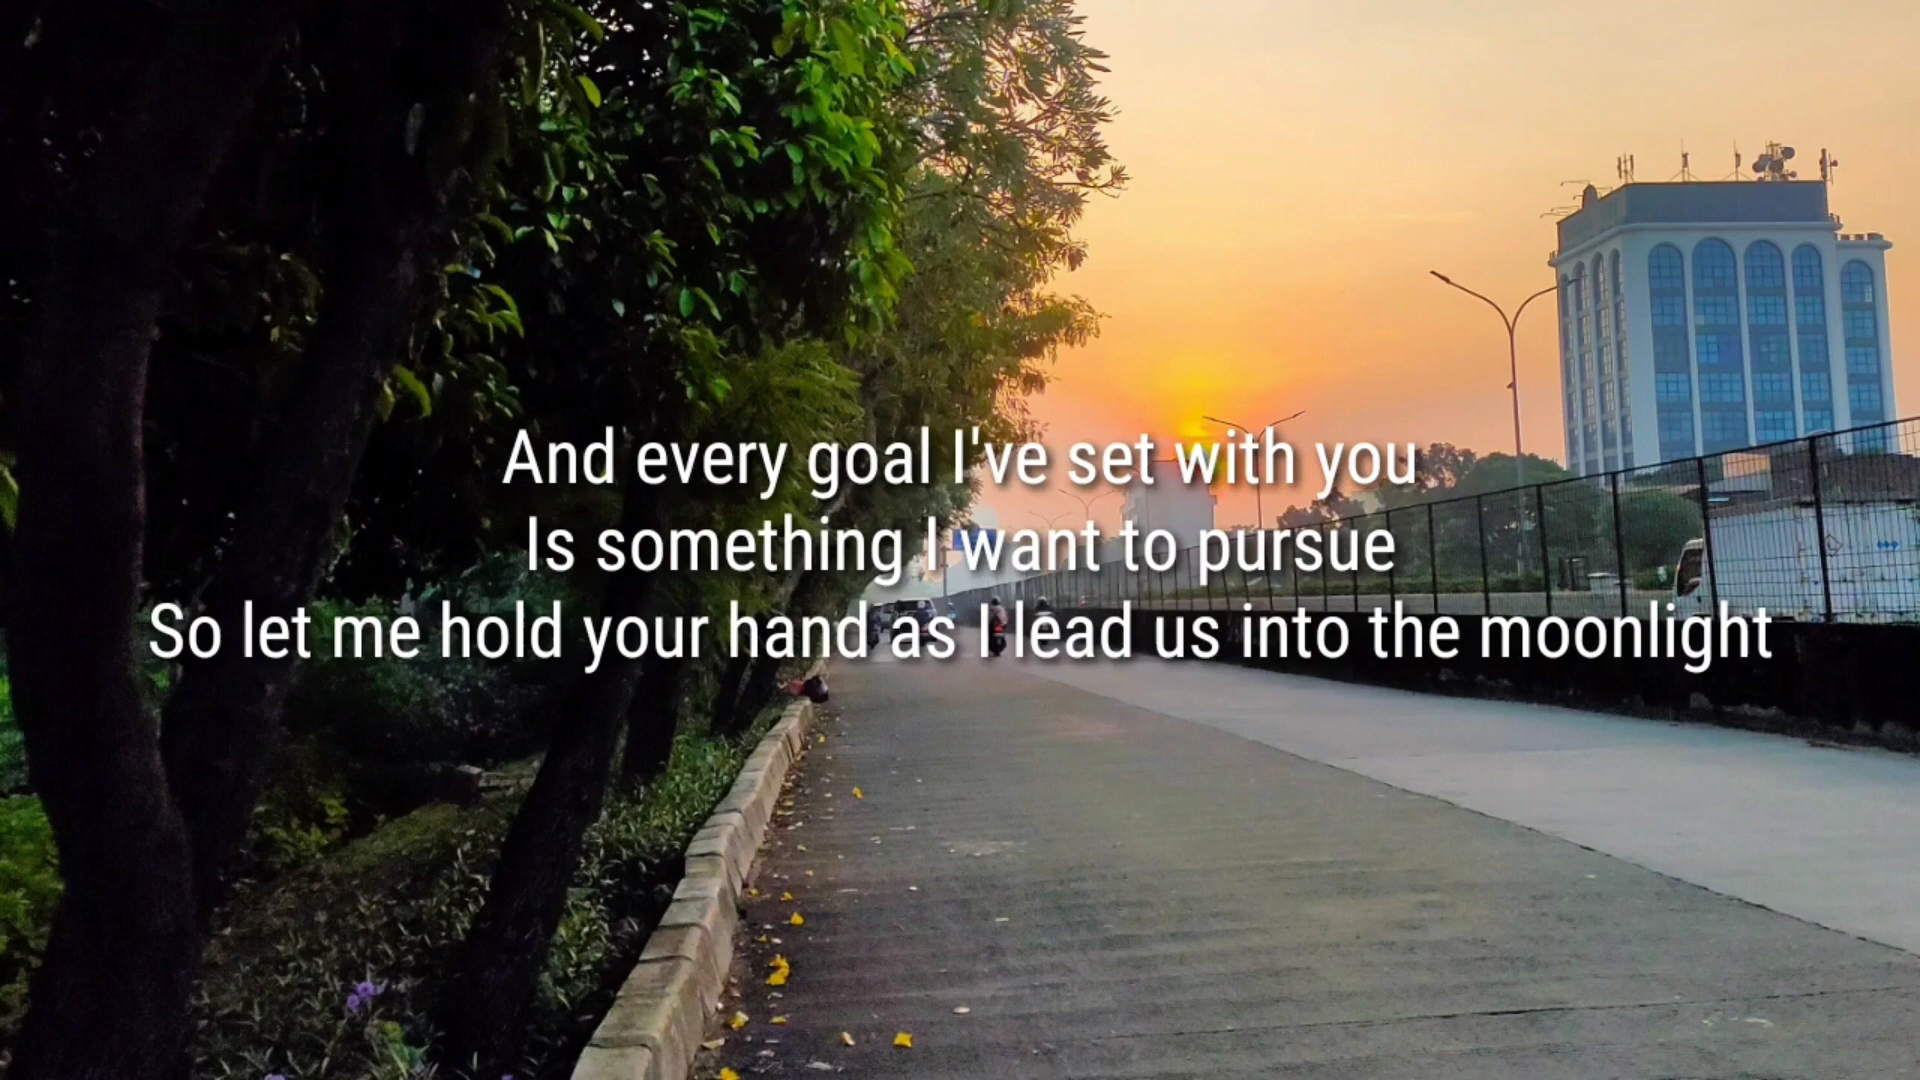 And every goal I've set with you
Is something I want to pursue
So let me hold your hand as I lead us into the moonlight